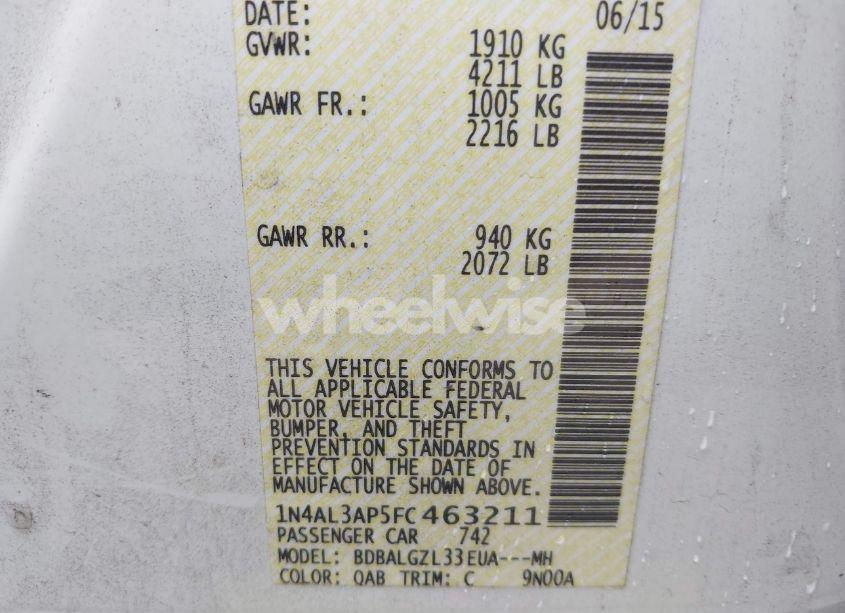 DATE: 06/15
GVWR: 1910 KG
4211 LB
GAWR FR.: 1005 KG
2216 LB
GAWR RR.: 940 KG
2072 LB
wheelwise
THIS VEHICLE CONFORMS TO
ALL APPLICABLE FEDERAL
MOTOR VEHICLE SAFETY,
BUMPER, AND THEFT
PREVENTION STANDARDS IN
EFFECT ON THE DATE OF
MANUFACTURE SHOWN ABOVE.
1N4AL3AP5FC463211
PASSENGER CAR 742
MODEL: BDBALGZL33EUA---MH
COLOR: QAB TRIM: C 9N00A